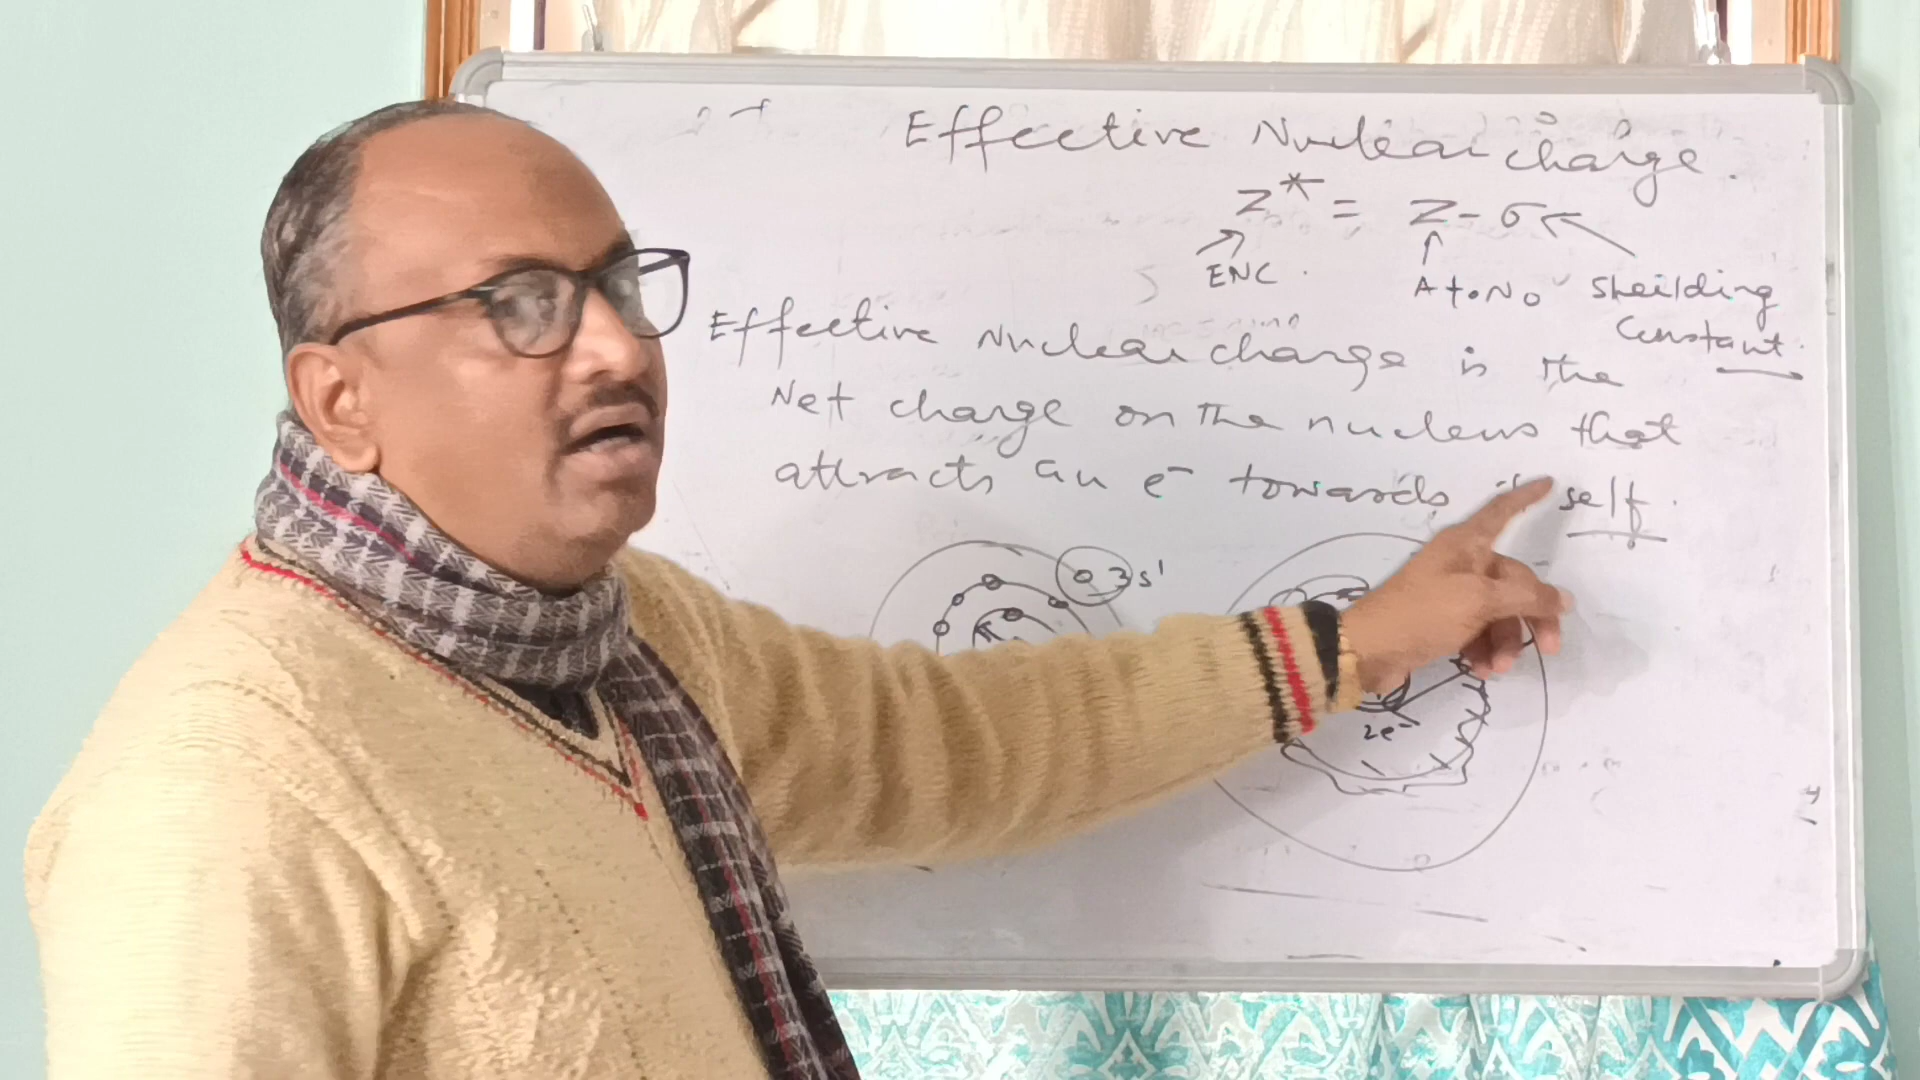 Effective Nuclear charge.
Z* = Z - σ
ENC.
At. No
Sheilding
Constant.
Effective Nuclear charge is the
Net charge on the nucleus that
attracts an e⁻ towards itself.
3s¹
2e⁻